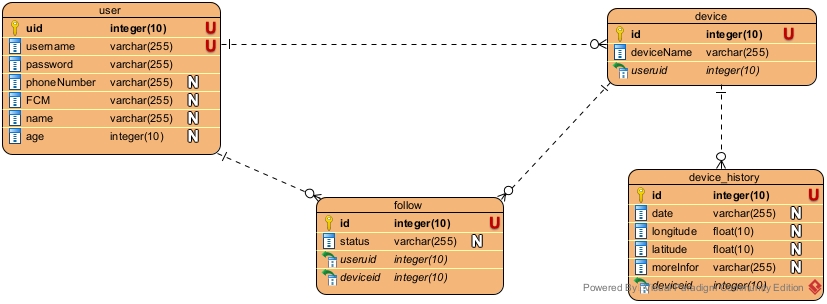 user
uid integer(10) U
username varchar(255) U
password varchar(255)
phoneNumber varchar(255) N
FCM varchar(255) N
name varchar(255) N
age integer(10) N
device
id integer(10) U
deviceName varchar(255)
useruid integer(10)
follow
id integer(10) U
status varchar(255) N
useruid integer(10)
deviceid integer(10)
device_history
id integer(10) U
date varchar(255) N
longitude float(10) N
latitude float(10) N
moreInfor varchar(255) N
deviceid integer(10)
Powered By Visual Paradigm Community Edition